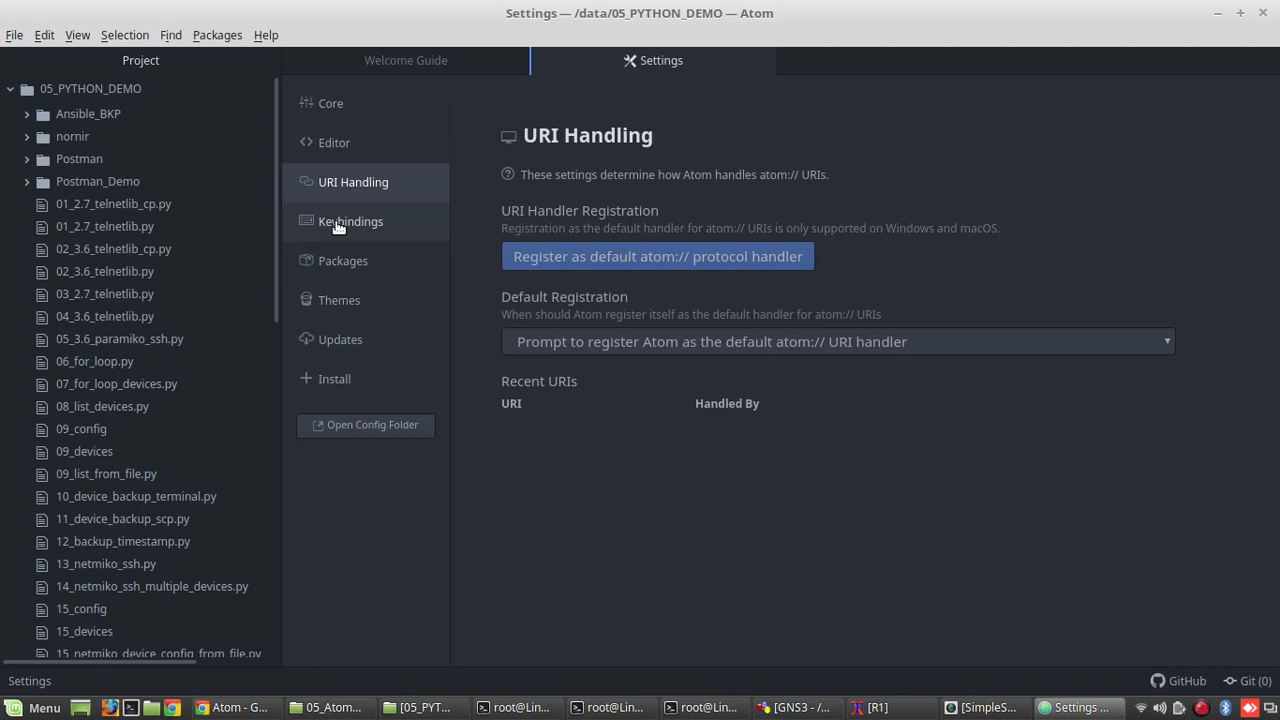 Settings — /data/05_PYTHON_DEMO — Atom
File Edit View Selection Find Packages Help
Project
05_PYTHON_DEMO
Ansible_BKP
nornir
Postman
Postman_Demo
01_2.7_telnetlib_cp.py
01_2.7_telnetlib.py
02_3.6_telnetlib_cp.py
02_3.6_telnetlib.py
03_2.7_telnetlib.py
04_3.6_telnetlib.py
05_3.6_paramiko_ssh.py
06_for_loop.py
07_for_loop_devices.py
08_list_devices.py
09_config
09_devices
09_list_from_file.py
10_device_backup_terminal.py
11_device_backup_scp.py
12_backup_timestamp.py
13_netmiko_ssh.py
14_netmiko_ssh_multiple_devices.py
15_config
15_devices
15_netmiko_device_config_from_file.py
Welcome Guide
Settings
Core
Editor
URI Handling
Keybindings
Packages
Themes
Updates
Install
Open Config Folder
URI Handling
These settings determine how Atom handles atom:// URIs.
URI Handler Registration
Registration as the default handler for atom:// URIs is only supported on Windows and macOS.
Register as default atom:// protocol handler
Default Registration
When should Atom register itself as the default handler for atom:// URIs
Prompt to register Atom as the default atom:// URI handler
Recent URIs
URI Handled By
Settings
GitHub Git (0)
Menu Atom - G... 05_Atom... [05_PYT... root@Lin... root@Lin... root@Lin... [GNS3 - /... [R1] [SimpleS... Settings ...